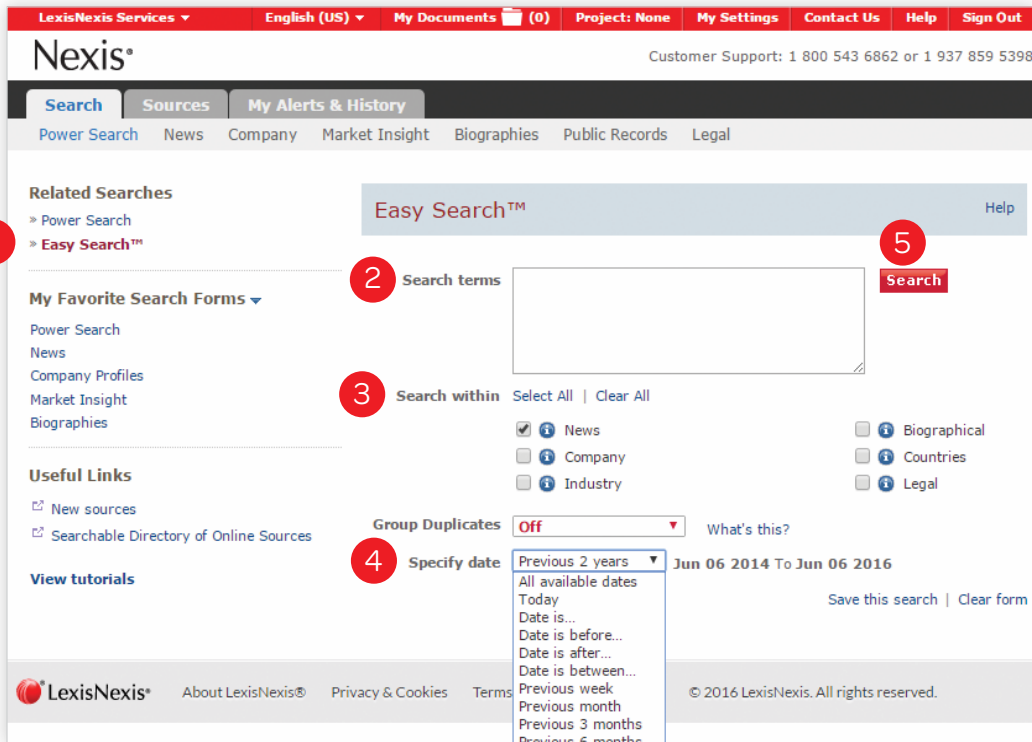 LexisNexis Services ▼ English (US) ▼ My Documents (0) Project: None My Settings Contact Us Help Sign Out
Nexis®
Customer Support: 1 800 543 6862 or 1 937 859 5398
Search Sources My Alerts & History
Power Search News Company Market Insight Biographies Public Records Legal
Related Searches
» Power Search
» Easy Search™
My Favorite Search Forms
Power Search
News
Company Profiles
Market Insight
Biographies
Useful Links
New sources
Searchable Directory of Online Sources
View tutorials
Easy Search™ Help
5
2 Search terms Search
3 Search within Select All | Clear All
News Biographical
Company Countries
Industry Legal
Group Duplicates Off ▼ What's this?
4 Specify date Previous 2 years ▼ Jun 06 2014 To Jun 06 2016
All available dates
Today
Date is...
Date is before...
Date is after...
Date is between...
Previous week
Previous month
Previous 3 months
Previous 6 months
Save this search | Clear form
LexisNexis® About LexisNexis® Privacy & Cookies Terms © 2016 LexisNexis. All rights reserved.